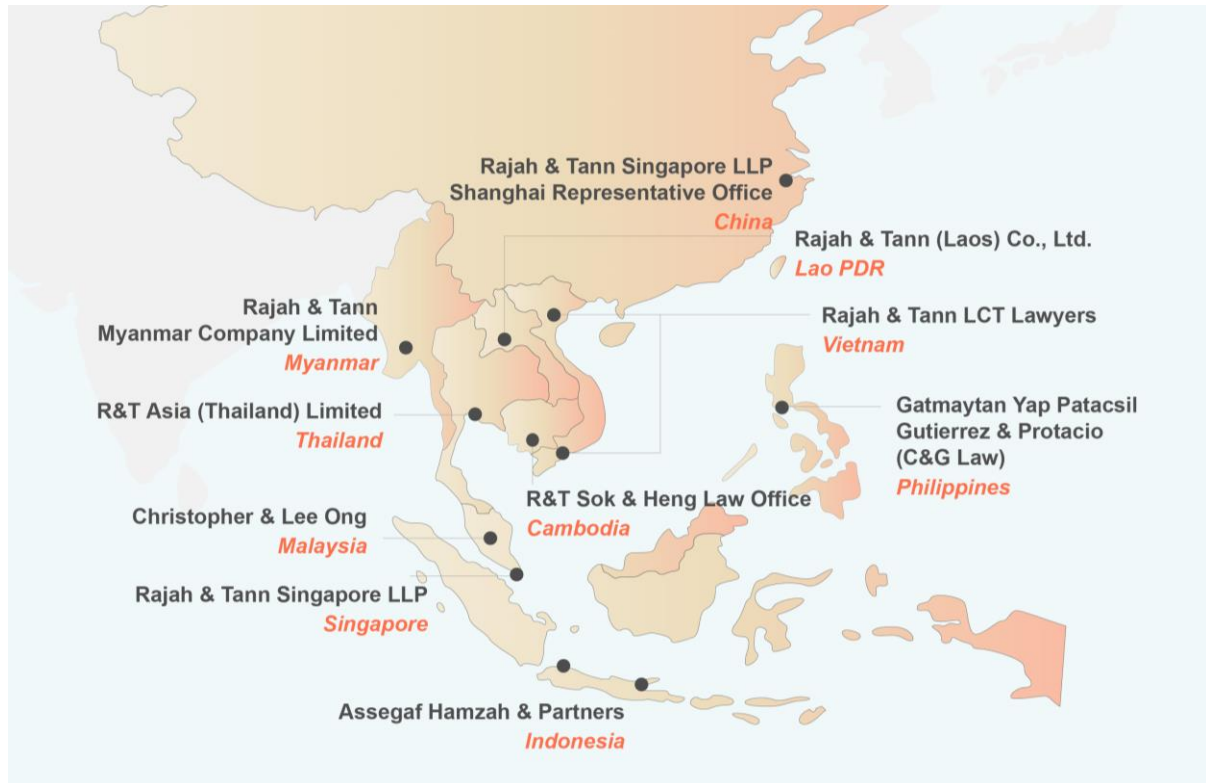 Rajah & Tann Singapore LLP
Shanghai Representative Office
China
Rajah & Tann (Laos) Co., Ltd.
Lao PDR
Rajah & Tann
Myanmar Company Limited
Myanmar
Rajah & Tann LCT Lawyers
Vietnam
R&T Asia (Thailand) Limited
Thailand
Gatmaytan Yap Patacsil
Gutierrez & Protacio
(C&G Law)
Philippines
R&T Sok & Heng Law Office
Cambodia
Christopher & Lee Ong
Malaysia
Rajah & Tann Singapore LLP
Singapore
Assegaf Hamzah & Partners
Indonesia